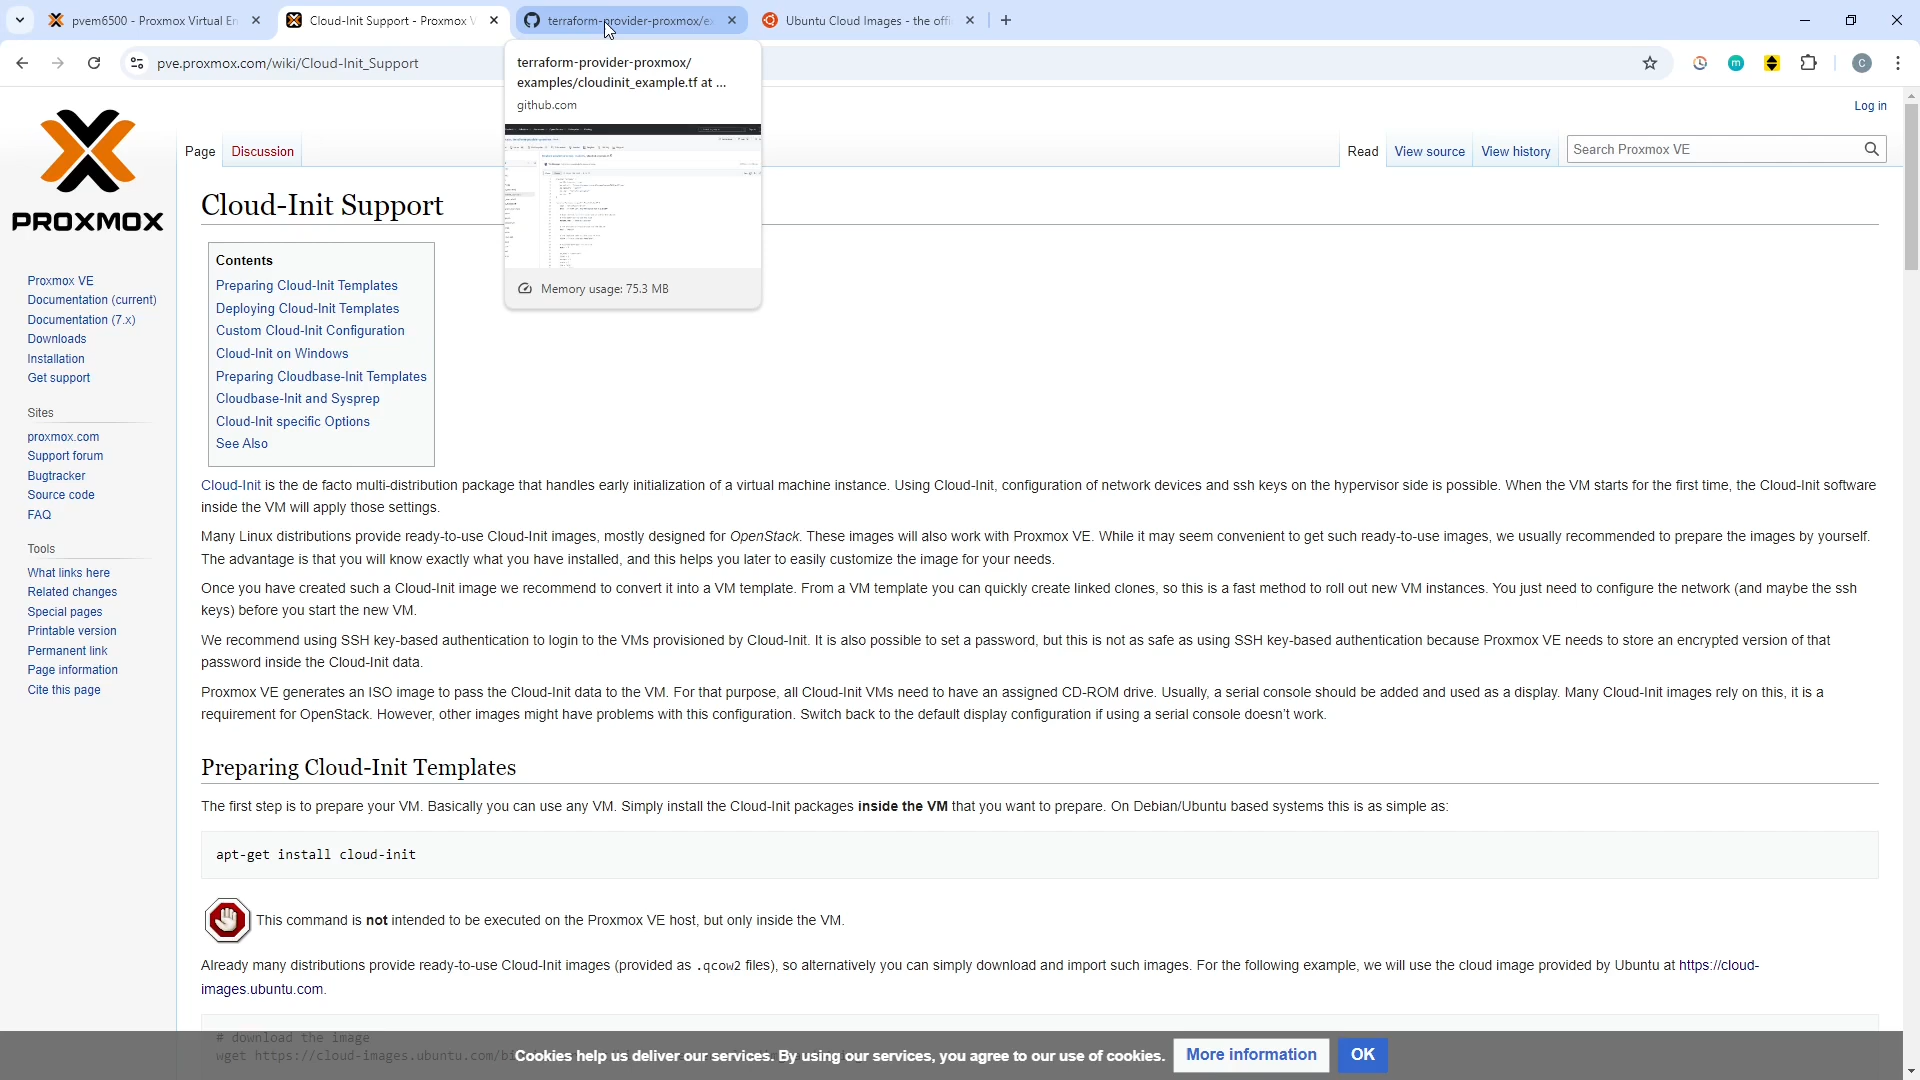 pvem6500 - Proxmox Virtual En
Cloud-Init Support - Proxmox V
terraform-provider-proxmox/ex
Ubuntu Cloud Images - the offi
pve.proxmox.com/wiki/Cloud-Init_Support
m
C
terraform-provider-proxmox/
examples/cloudinit_example.tf at ...
github.com
Memory usage: 75.3 MB
PROXMOX
Log in
Page
Discussion
Read
View source
View history
Search Proxmox VE
Proxmox VE
Documentation (current)
Documentation (7.x)
Downloads
Installation
Get support
Sites
proxmox.com
Support forum
Bugtracker
Source code
FAQ
Tools
What links here
Related changes
Special pages
Printable version
Permanent link
Page information
Cite this page
Cloud-Init Support
Contents
Preparing Cloud-Init Templates
Deploying Cloud-Init Templates
Custom Cloud-Init Configuration
Cloud-Init on Windows
Preparing Cloudbase-Init Templates
Cloudbase-Init and Sysprep
Cloud-Init specific Options
See Also
Cloud-Init is the de facto multi-distribution package that handles early initialization of a virtual machine instance. Using Cloud-Init, configuration of network devices and ssh keys on the hypervisor side is possible. When the VM starts for the first time, the Cloud-Init software
inside the VM will apply those settings.
Many Linux distributions provide ready-to-use Cloud-Init images, mostly designed for OpenStack. These images will also work with Proxmox VE. While it may seem convenient to get such ready-to-use images, we usually recommended to prepare the images by yourself.
The advantage is that you will know exactly what you have installed, and this helps you later to easily customize the image for your needs.
Once you have created such a Cloud-Init image we recommend to convert it into a VM template. From a VM template you can quickly create linked clones, so this is a fast method to roll out new VM instances. You just need to configure the network (and maybe the ssh
keys) before you start the new VM.
We recommend using SSH key-based authentication to login to the VMs provisioned by Cloud-Init. It is also possible to set a password, but this is not as safe as using SSH key-based authentication because Proxmox VE needs to store an encrypted version of that
password inside the Cloud-Init data.
Proxmox VE generates an ISO image to pass the Cloud-Init data to the VM. For that purpose, all Cloud-Init VMs need to have an assigned CD-ROM drive. Usually, a serial console should be added and used as a display. Many Cloud-Init images rely on this, it is a
requirement for OpenStack. However, other images might have problems with this configuration. Switch back to the default display configuration if using a serial console doesn't work.
Preparing Cloud-Init Templates
The first step is to prepare your VM. Basically you can use any VM. Simply install the Cloud-Init packages inside the VM that you want to prepare. On Debian/Ubuntu based systems this is as simple as:
apt-get install cloud-init
This command is not intended to be executed on the Proxmox VE host, but only inside the VM.
Already many distributions provide ready-to-use Cloud-Init images (provided as .qcow2 files), so alternatively you can simply download and import such images. For the following example, we will use the cloud image provided by Ubuntu at https://cloud-
images.ubuntu.com.
# download the image
wget https://cloud-images.ubuntu.com/bi
Cookies help us deliver our services. By using our services, you agree to our use of cookies.
More information
OK